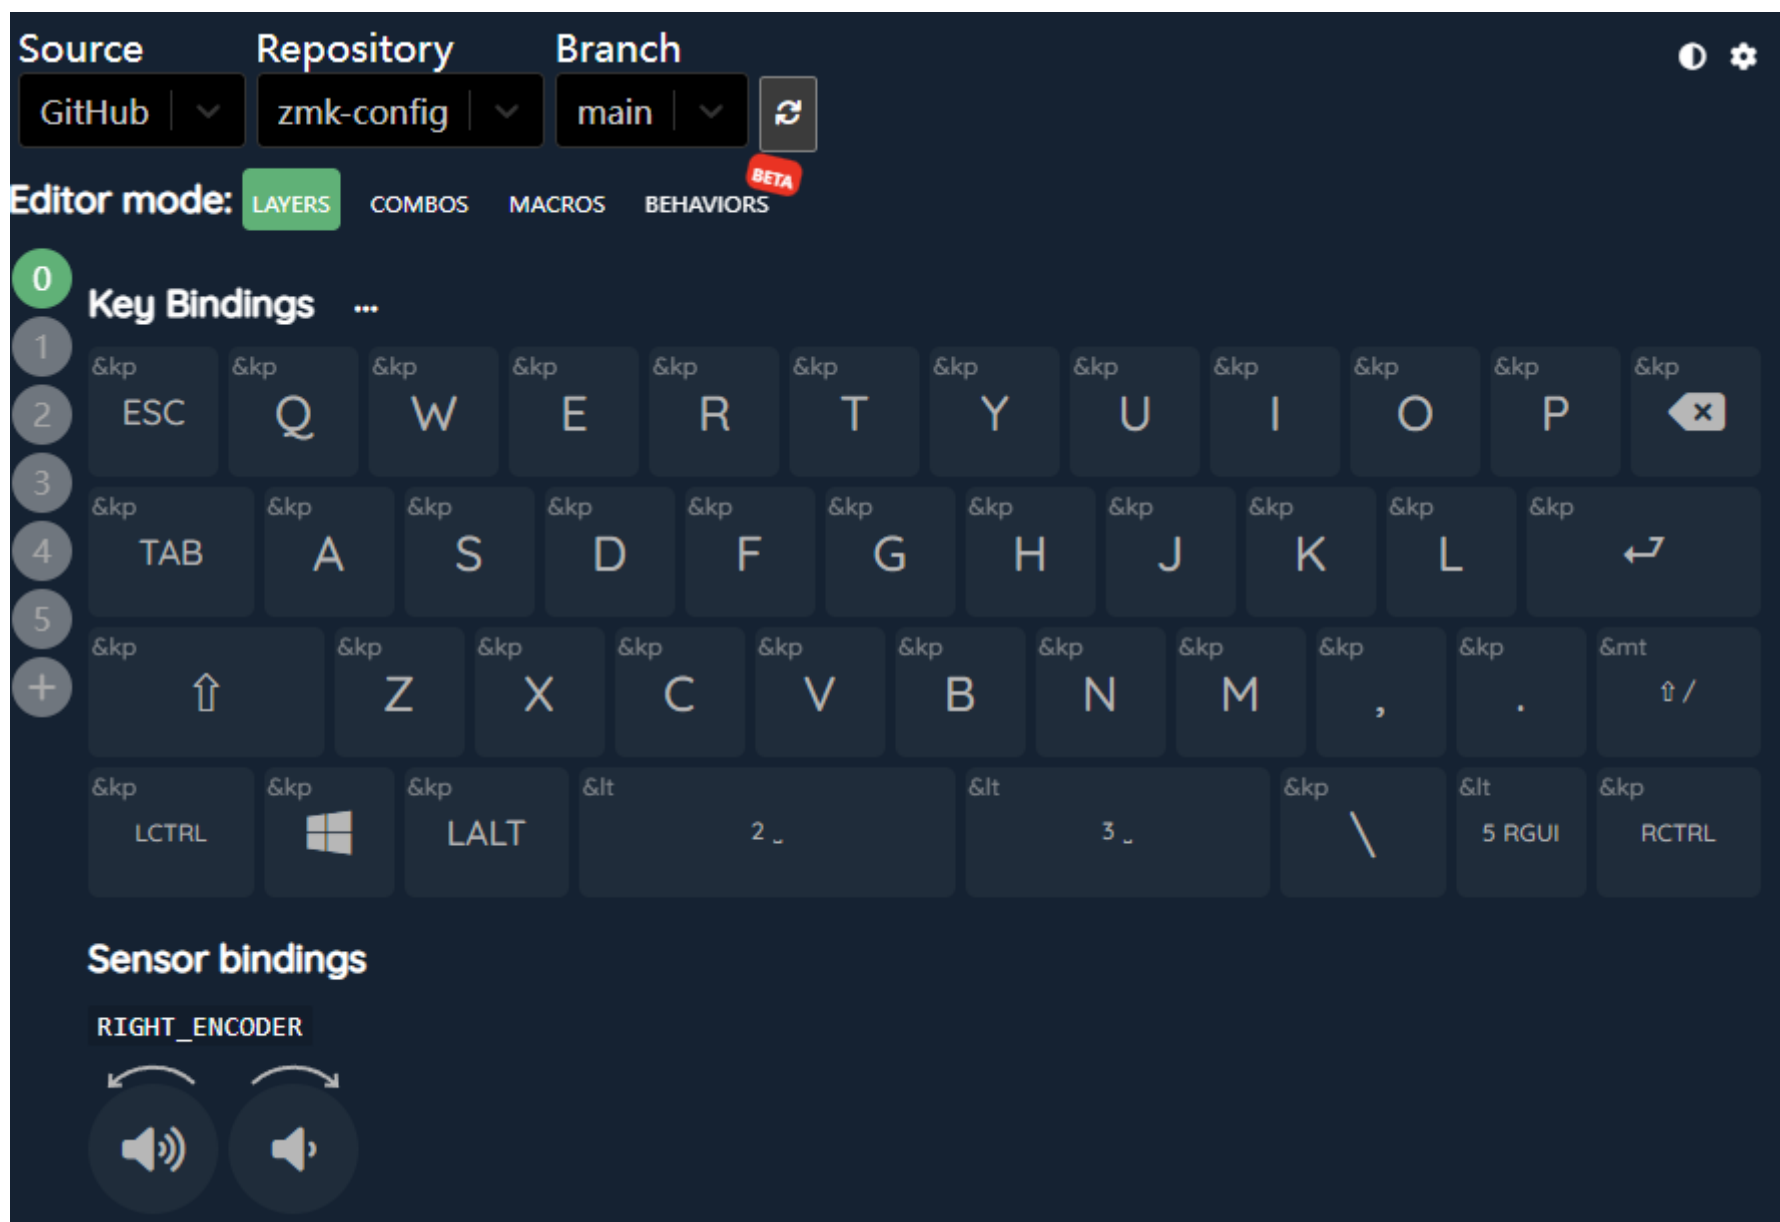 Source Repository Branch
GitHub zmk-config main
BETA
Editor mode: LAYERS COMBOS MACROS BEHAVIORS
0
Key Bindings ...
1
&kp &kp &kp &kp &kp &kp &kp &kp &kp &kp &kp &kp
2
ESC Q W E R T Y U I O P
3
&kp &kp &kp &kp &kp &kp &kp &kp &kp &kp &kp
4
TAB A S D F G H J K L
5
&kp &kp &kp &kp &kp &kp &kp &kp &kp &kp &mt
+
⇧ Z X C V B N M , . ⇧ /
&kp &kp &kp &lt &lt &kp &lt &kp
LCTRL LALT 2 ⎵ 3 ⎵ \ 5 RGUI RCTRL
Sensor bindings
RIGHT_ENCODER